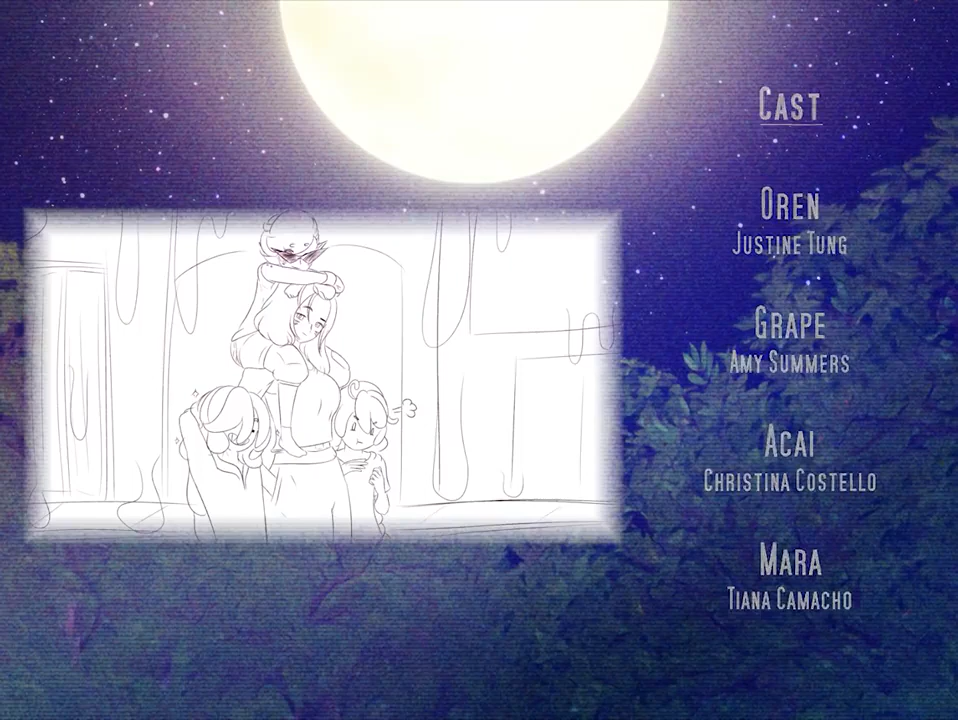 Cast
Oren
Justine Tung
Grape
Amy Summers
Acai
Christina Costello
Mara
Tiana Camacho